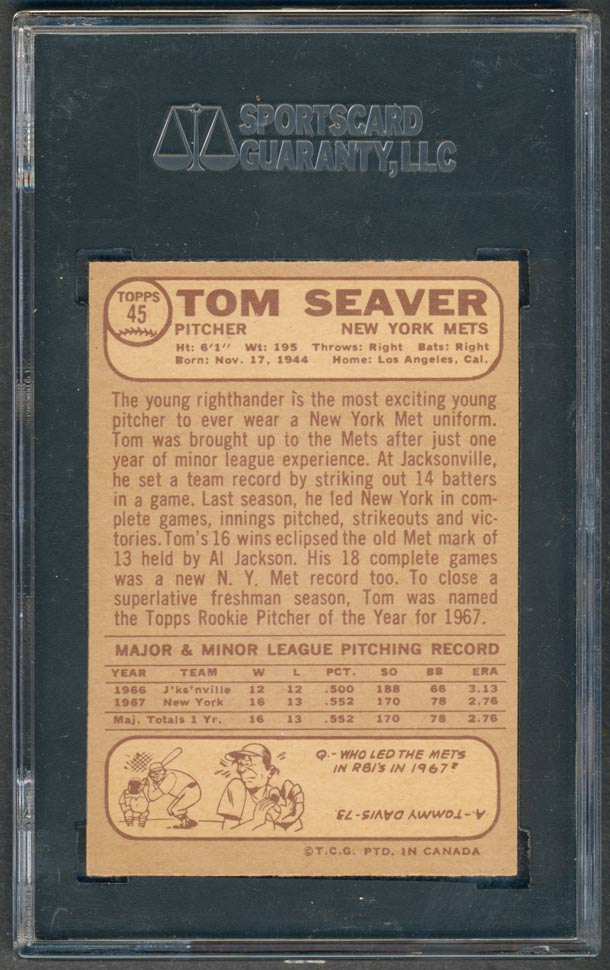 SPORTSCARD
GUARANTY, LLC
TOPPS
45
TOM SEAVER
PITCHER NEW YORK METS
Ht: 6'1" Wt: 195 Throws: Right Bats: Right
Born: Nov. 17, 1944 Home: Los Angeles, Cal.
The young righthander is the most exciting young
pitcher to ever wear a New York Met uniform.
Tom was brought up to the Mets after just one
year of minor league experience. At Jacksonville,
he set a team record by striking out 14 batters
in a game. Last season, he led New York in com-
plete games, innings pitched, strikeouts and vic-
tories. Tom's 16 wins eclipsed the old Met mark of
13 held by Al Jackson. His 18 complete games
was a new N. Y. Met record too. To close a
superlative freshman season, Tom was named
the Topps Rookie Pitcher of the Year for 1967.
MAJOR & MINOR LEAGUE PITCHING RECORD
YEAR TEAM W L PCT. SO BB ERA
1966 J'ks'nville 12 12 .500 188 66 3.13
1967 New York 16 13 .552 170 78 2.76
Maj. Totals 1 Yr. 16 13 .552 170 78 2.76
Q.-WHO LED THE METS
IN RBI'S IN 1967?
A.-TOMMY DAVIS-73.
©T.C.G. PTD. IN CANADA